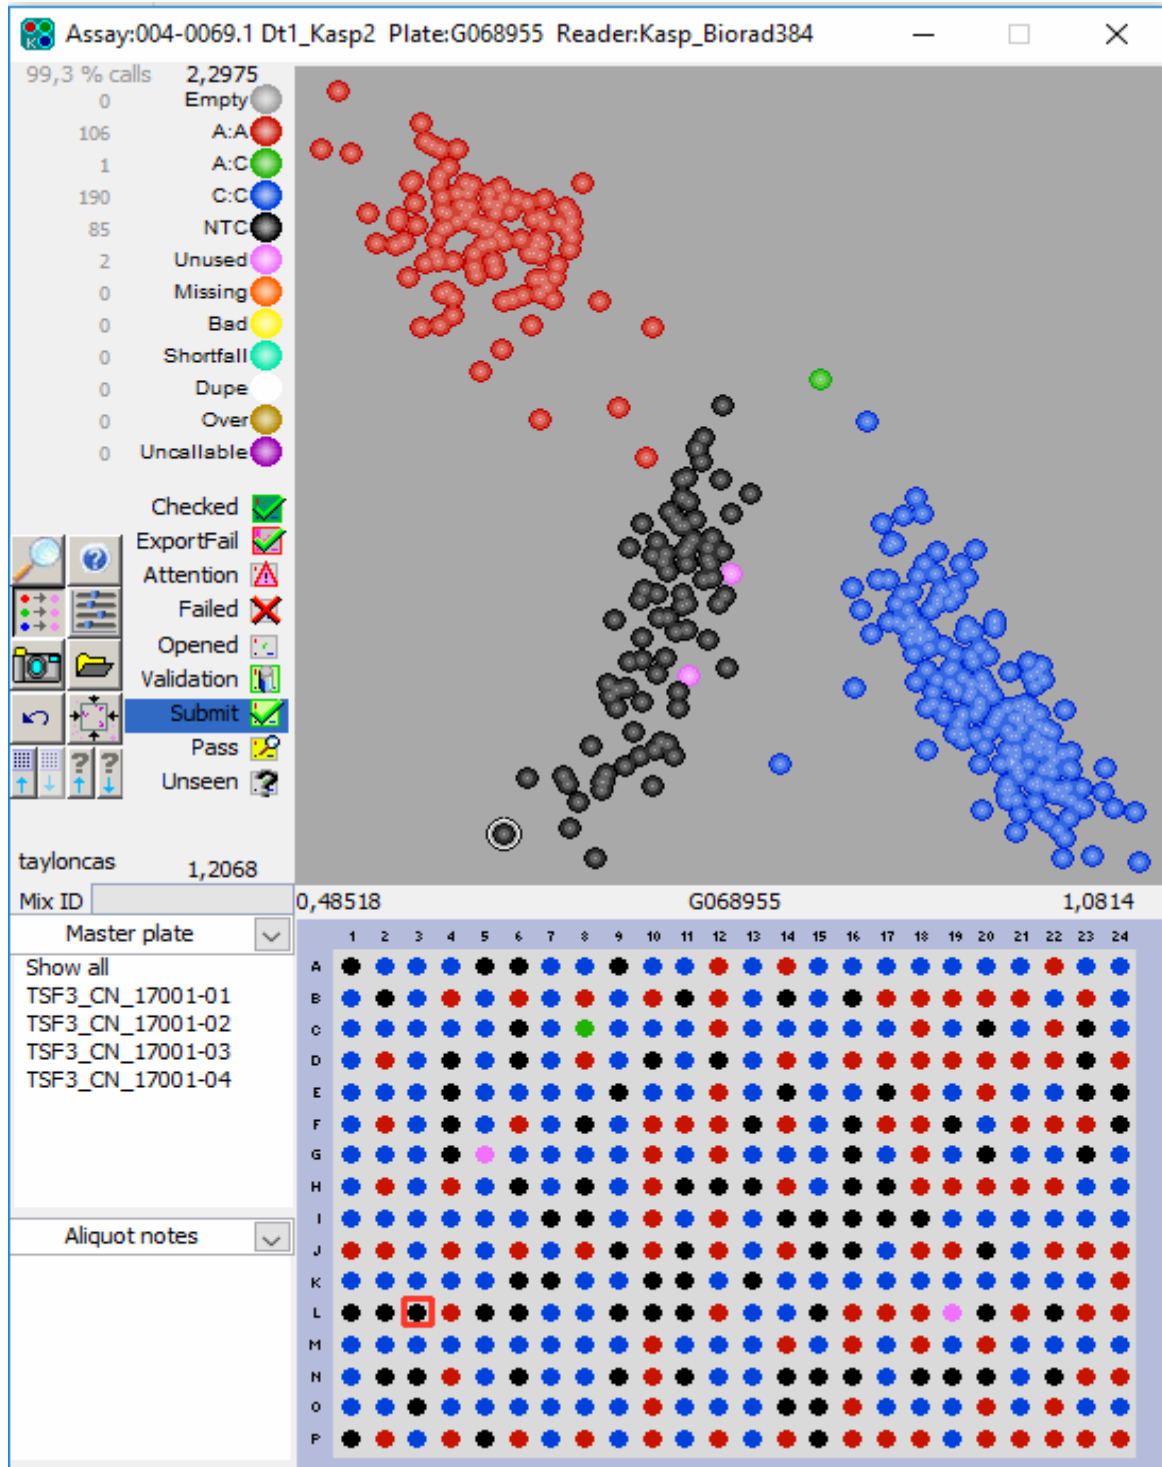 Assay:004-0069.1 Dt1_Kasp2 Plate:G068955 Reader:Kasp_Biorad384
99,3 % calls 2,2975
0 Empty
106 A:A
1 A:C
190 C:C
85 NTC
2 Unused
0 Missing
0 Bad
0 Shortfall
0 Dupe
0 Over
0 Uncallable
Checked
ExportFail
Attention
Failed
Opened
Validation
Submit
Pass
Unseen
tayloncas 1,2068
Mix ID
0,48518 G068955 1,0814
Master plate
Show all
TSF3_CN_17001-01
TSF3_CN_17001-02
TSF3_CN_17001-03
TSF3_CN_17001-04
Aliquot notes
1 2 3 4 5 6 7 8 9 10 11 12 13 14 15 16 17 18 19 20 21 22 23 24
A
B
C
D
E
F
G
H
I
J
K
L
M
N
O
P